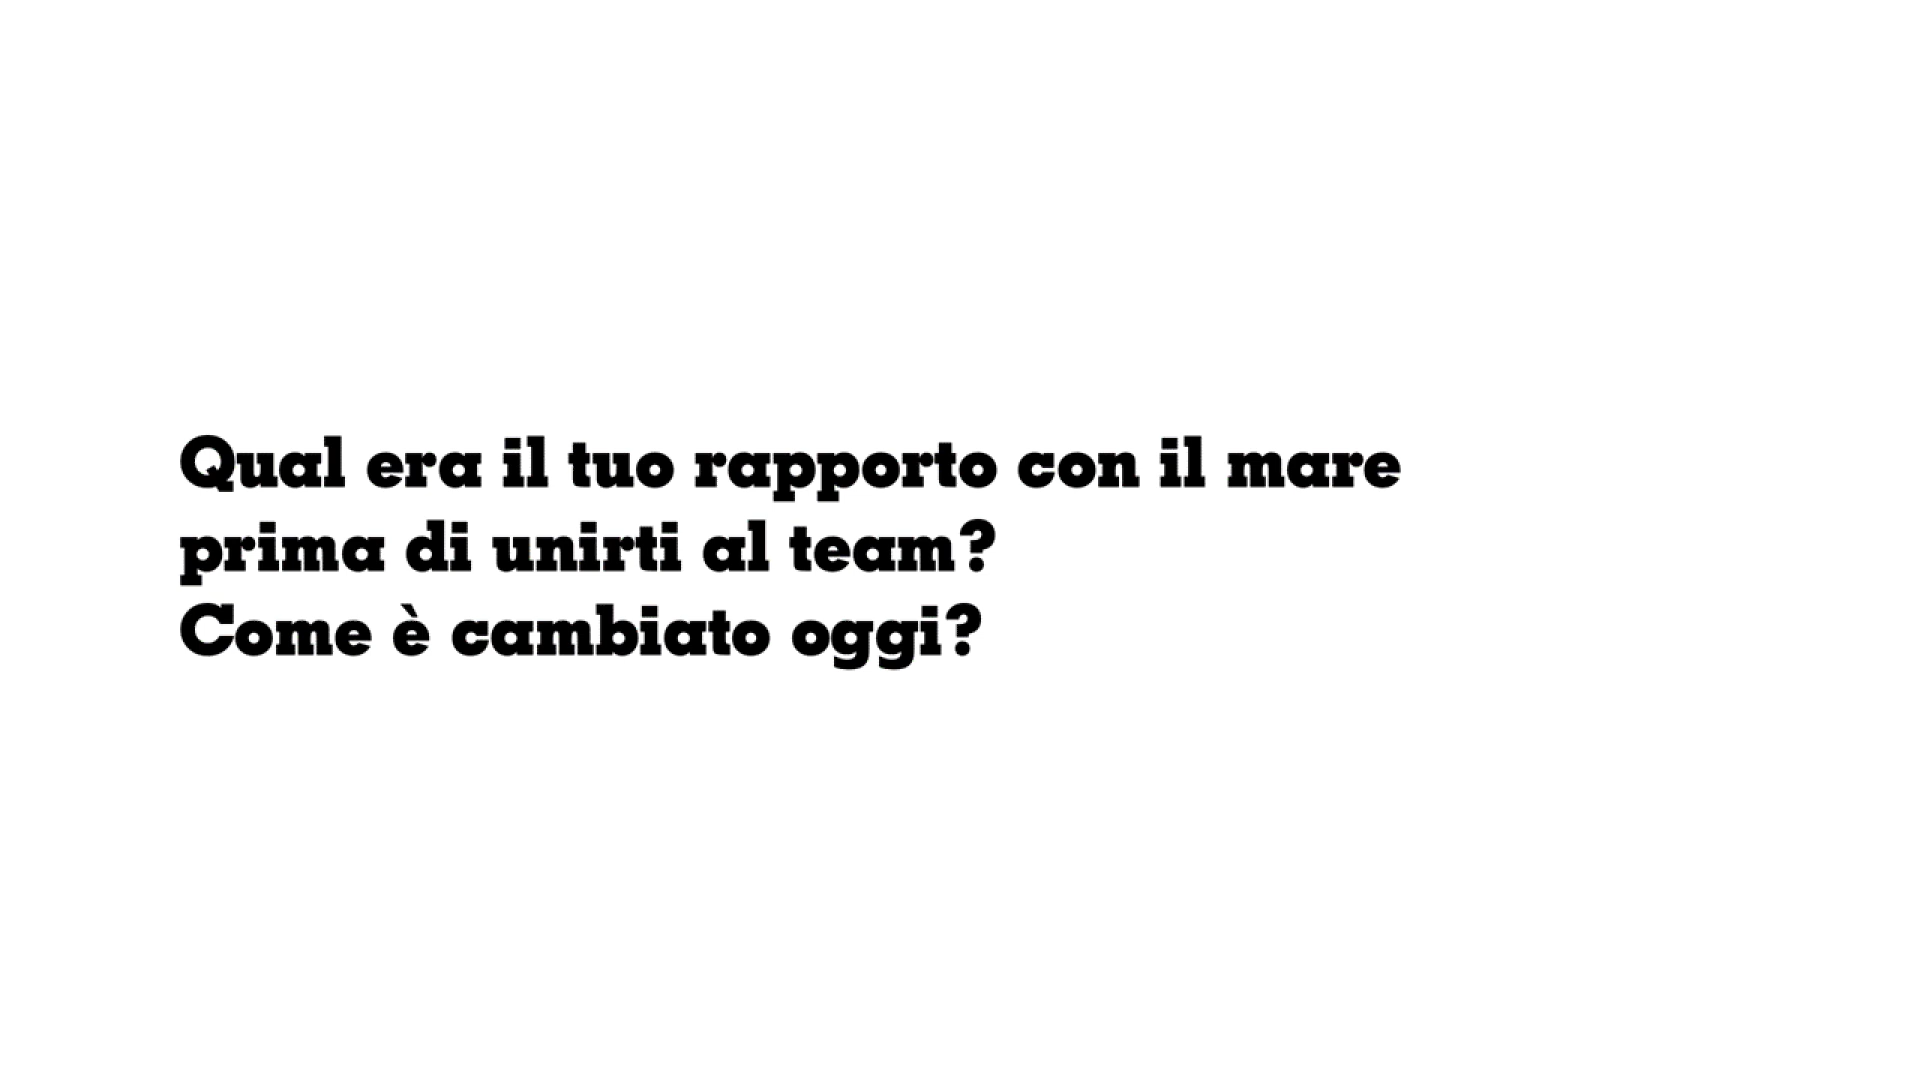 Qual era il tuo rapporto con il mare
prima di unirti al team?
Come è cambiato oggi?